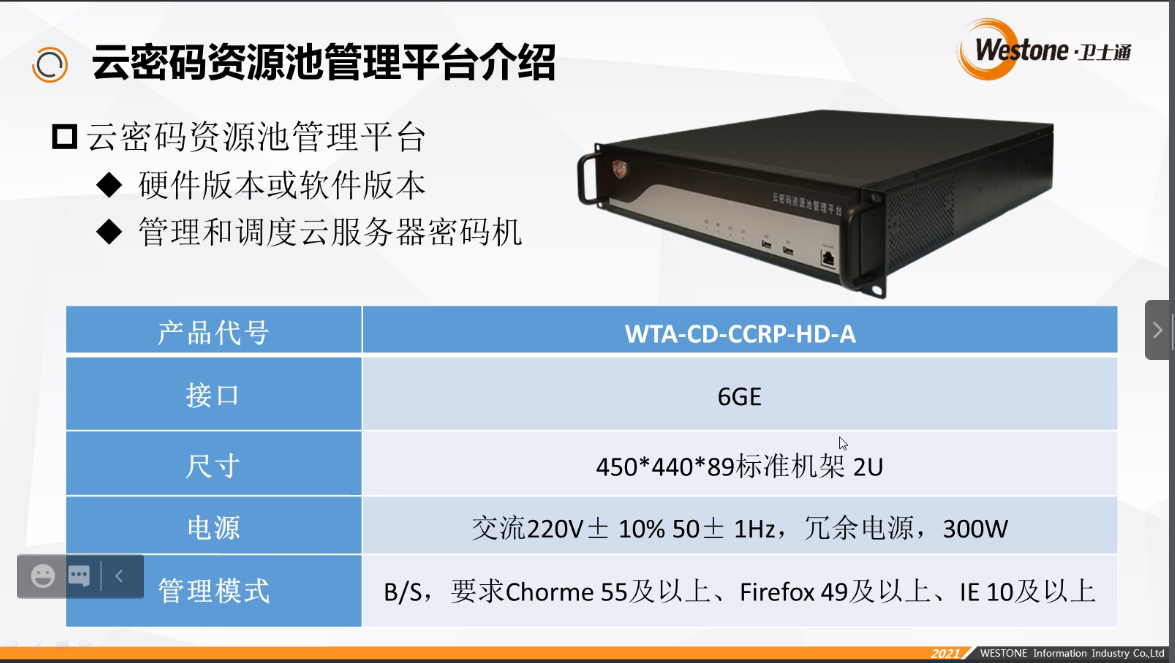 云密码资源池管理平台介绍
Westone·卫士通
云密码资源池管理平台
硬件版本或软件版本
管理和调度云服务器密码机
云密码资源池管理平台
产品代号 WTA-CD-CCRP-HD-A
接口 6GE
尺寸 450*440*89标准机架 2U
电源 交流220V± 10% 50± 1Hz，冗余电源，300W
管理模式 B/S，要求Chorme 55及以上、Firefox 49及以上、IE 10及以上
2021 WESTONE Information Industry Co.,Ltd